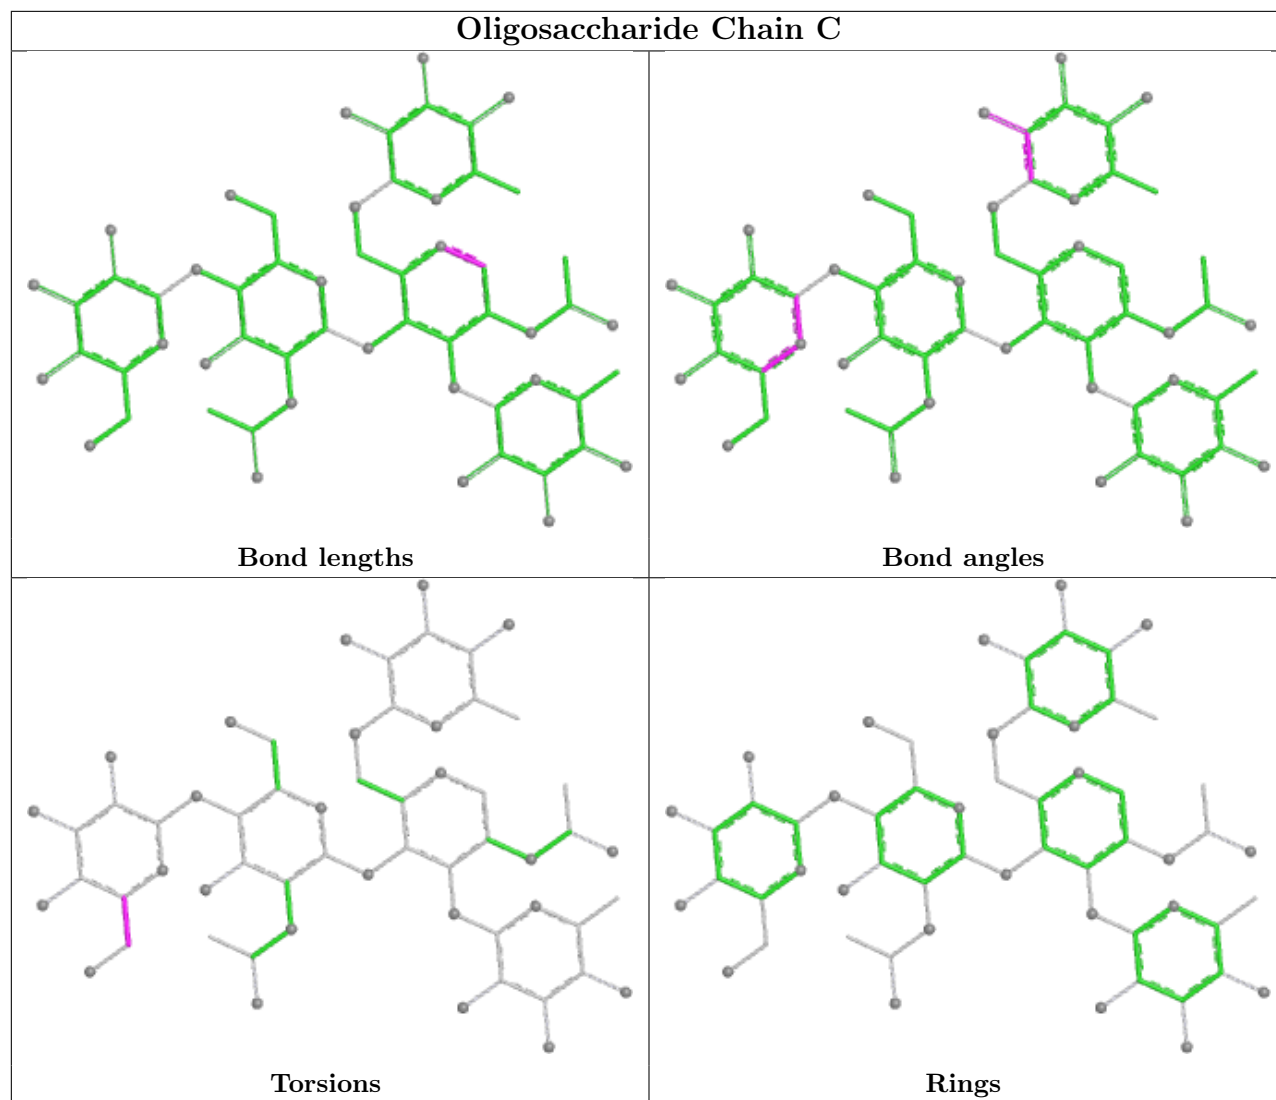 Oligosaccharide Chain C
Bond lengths
Bond angles
Torsions
Rings